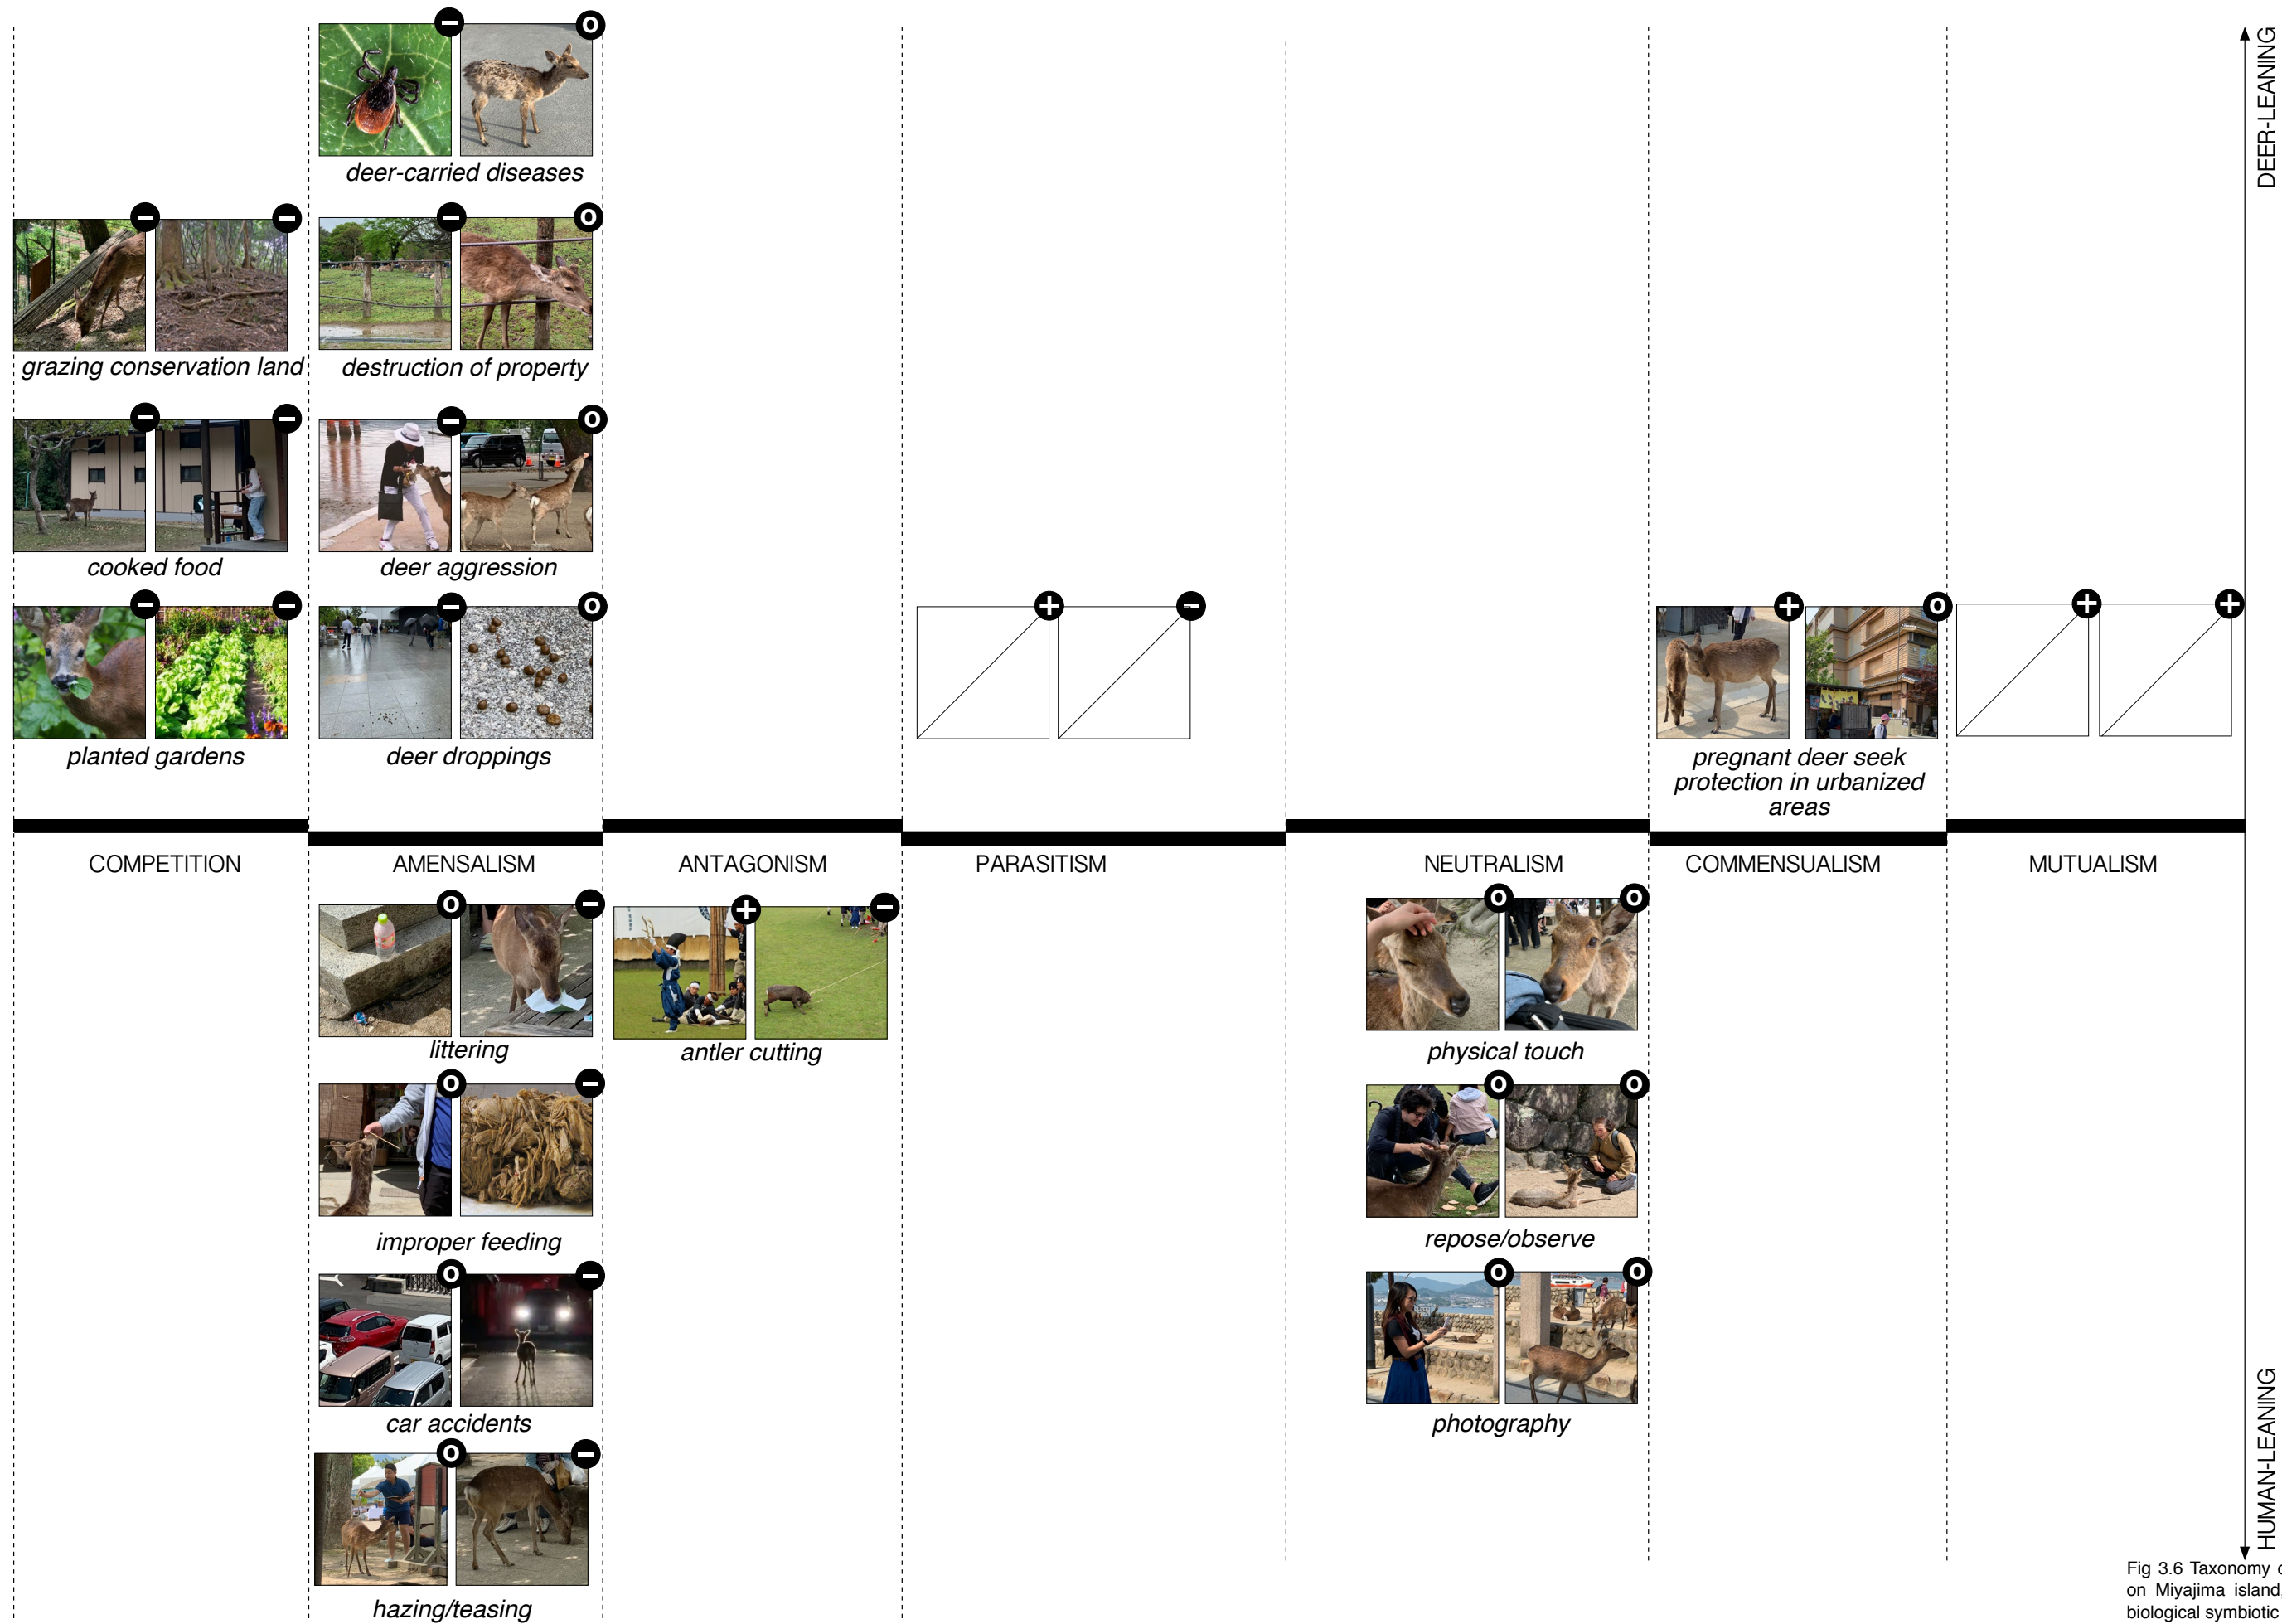 DEER-LEANING
deer-carried diseases
grazing conservation land
destruction of property
cooked food
deer aggression
planted gardens
deer droppings
pregnant deer seek
protection in urbanized
areas
COMPETITION
AMENSALISM
ANTAGONISM
PARASITISM
NEUTRALISM
COMMENSUALISM
MUTUALISM
littering
antler cutting
physical touch
improper feeding
repose/observe
car accidents
photography
hazing/teasing
HUMAN-LEANING
Fig 3.6 Taxonomy
on Miyajima island
biological symbiotic